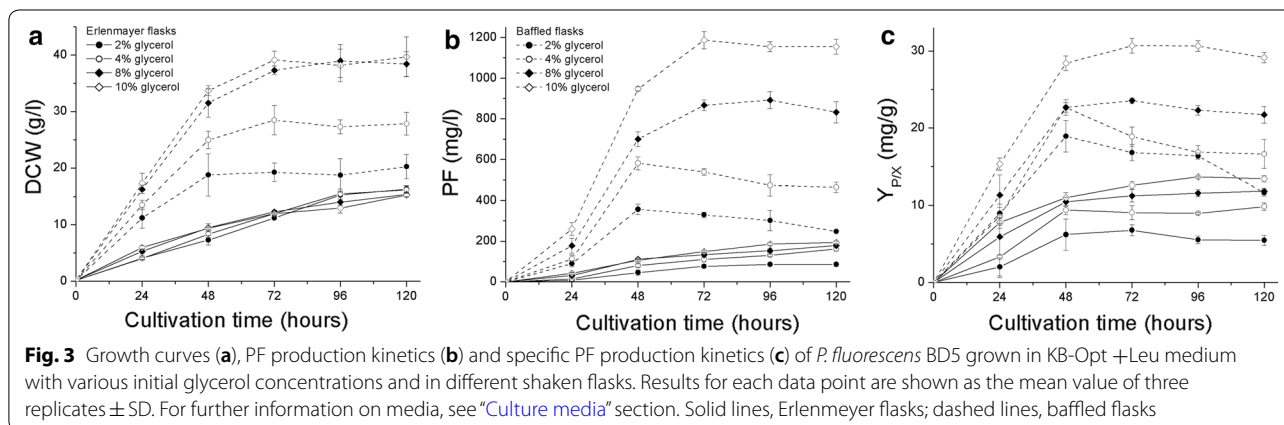 a
Erlenmayer flasks
2% glycerol
4% glycerol
8% glycerol
10% glycerol
DCW (g/l)
40
30
20
10
0
0
24
48
72
96
120
Cultivation time (hours)
b
Baffled flasks
2% glycerol
4% glycerol
8% glycerol
10% glycerol
PF (mg/l)
1200
1000
800
600
400
200
0
0
24
48
72
96
120
Cultivation time (hours)
c
Y_{P/X} (mg/g)
30
20
10
0
0
24
48
72
96
120
Cultivation time (hours)
Fig. 3 Growth curves (a), PF production kinetics (b) and specific PF production kinetics (c) of P. fluorescens BD5 grown in KB-Opt +Leu medium
with various initial glycerol concentrations and in different shaken flasks. Results for each data point are shown as the mean value of three
replicates ± SD. For further information on media, see “Culture media” section. Solid lines, Erlenmeyer flasks; dashed lines, baffled flasks